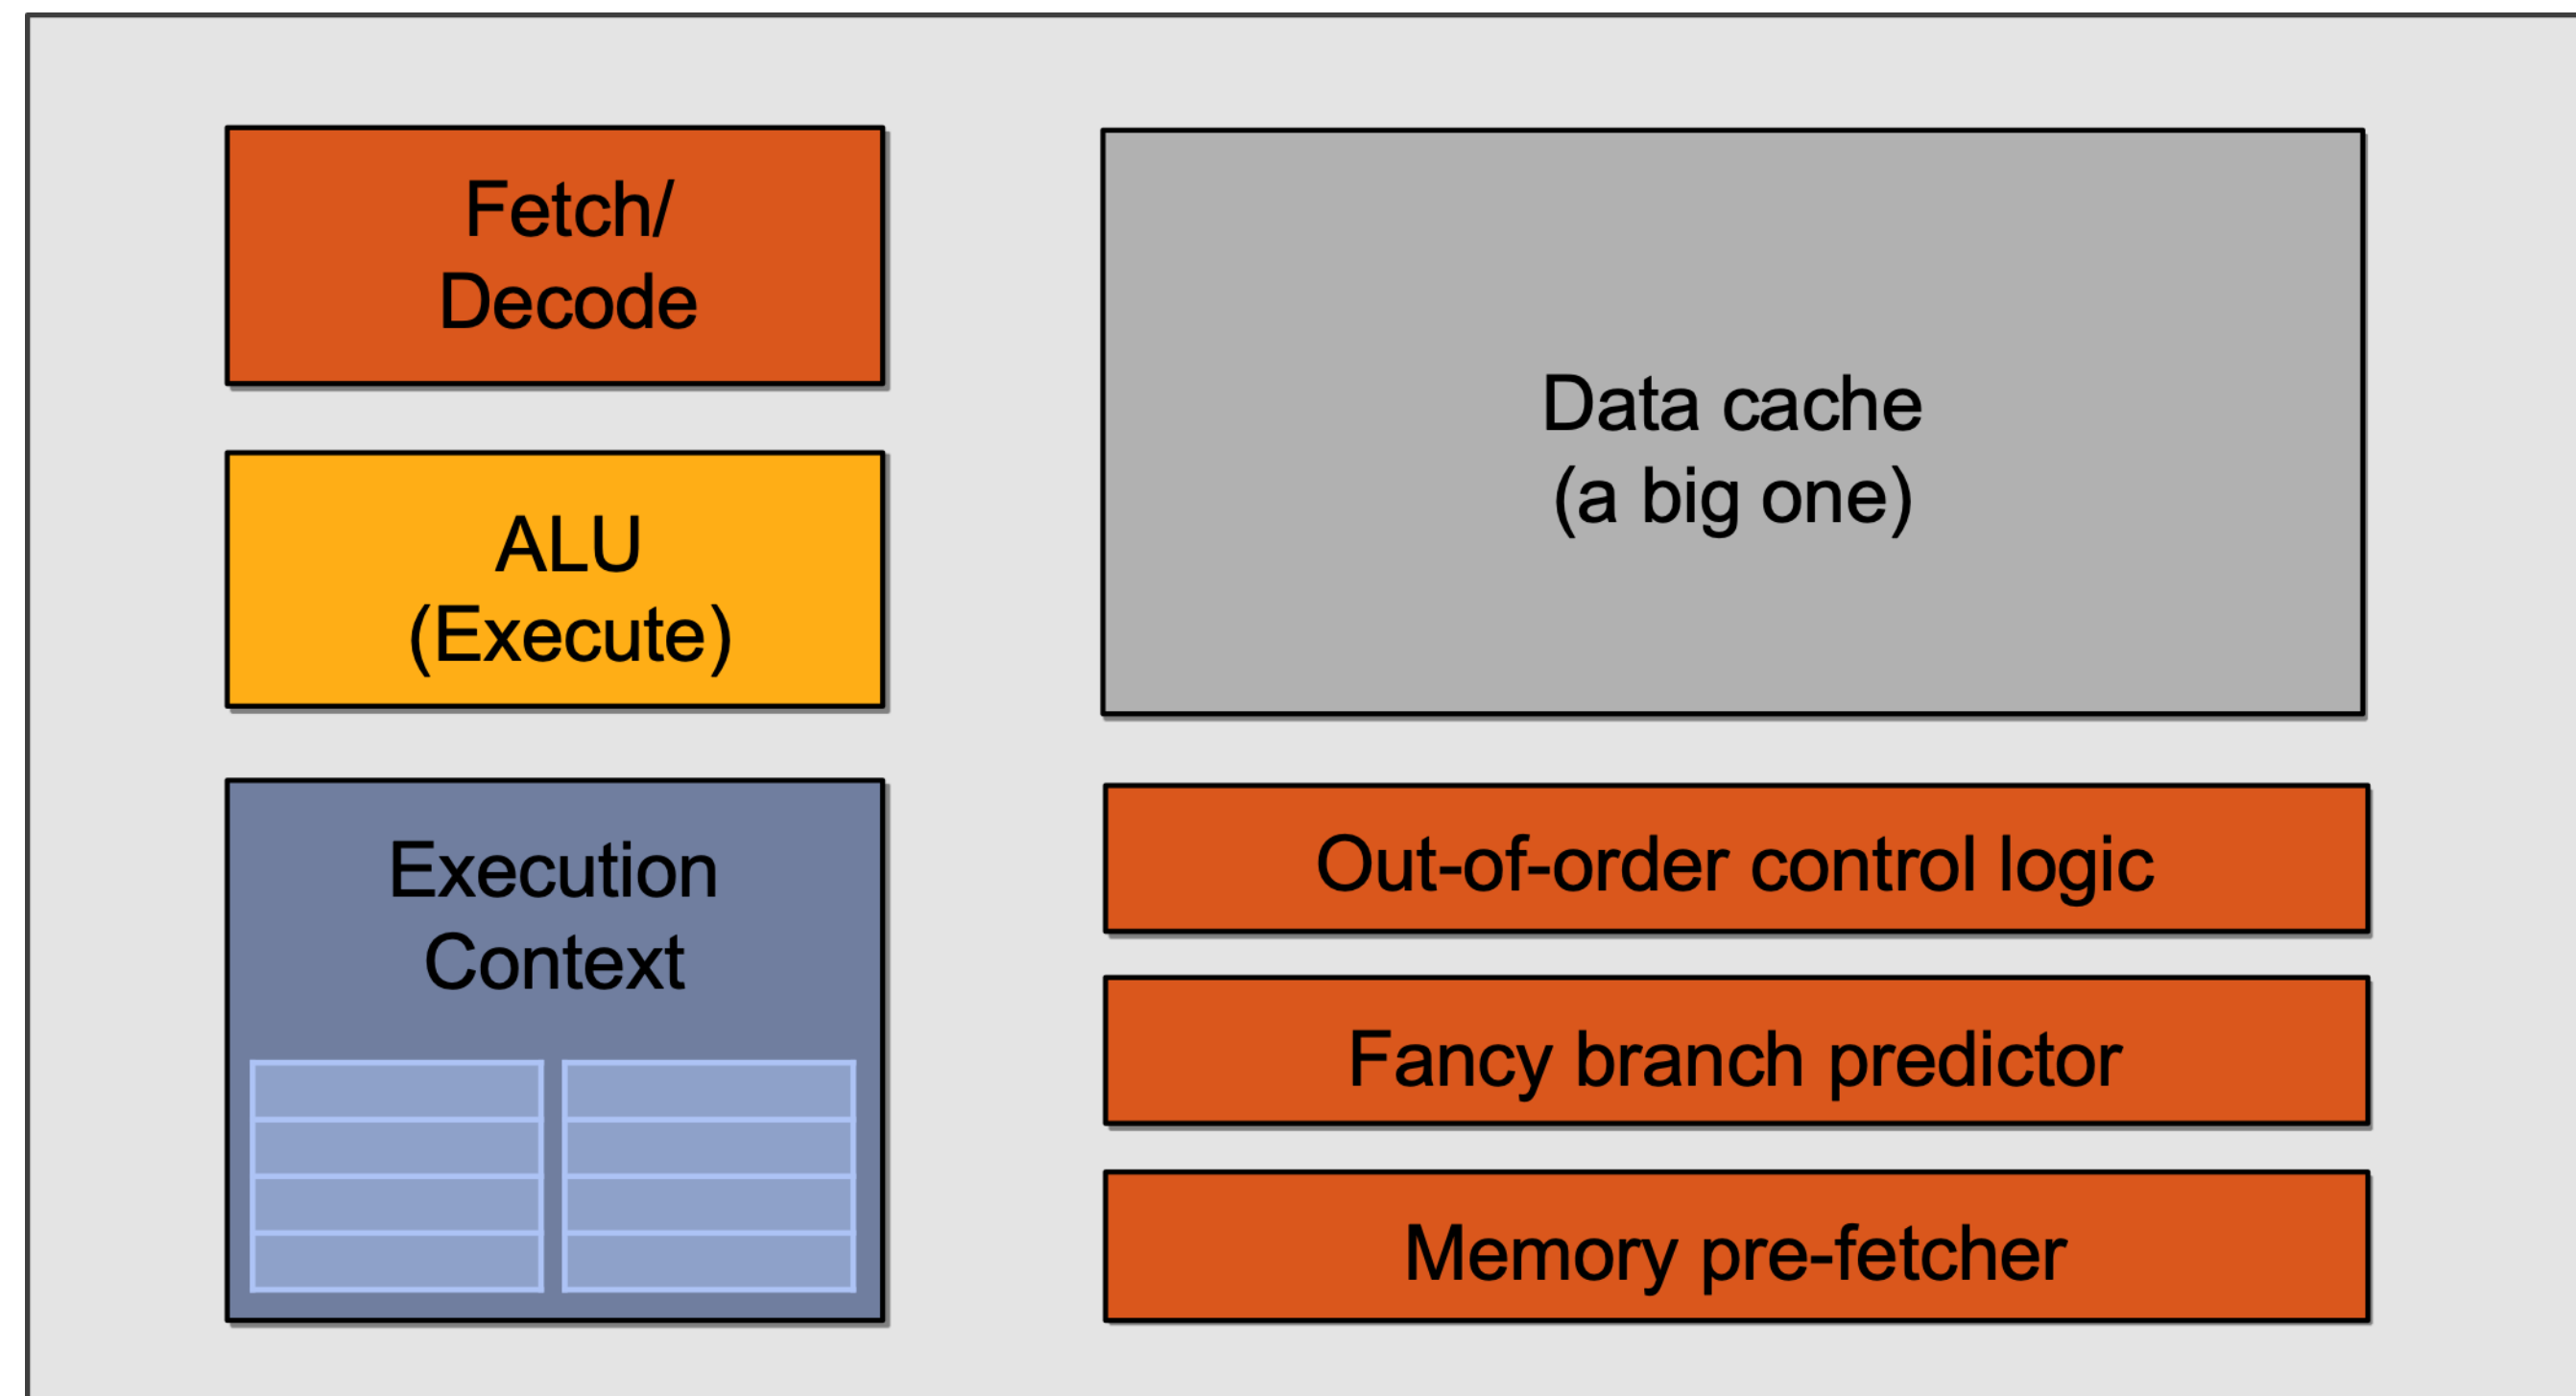 Fetch/
Decode
ALU
(Execute)
Execution
Context
Data cache
(a big one)
Out-of-order control logic
Fancy branch predictor
Memory pre-fetcher